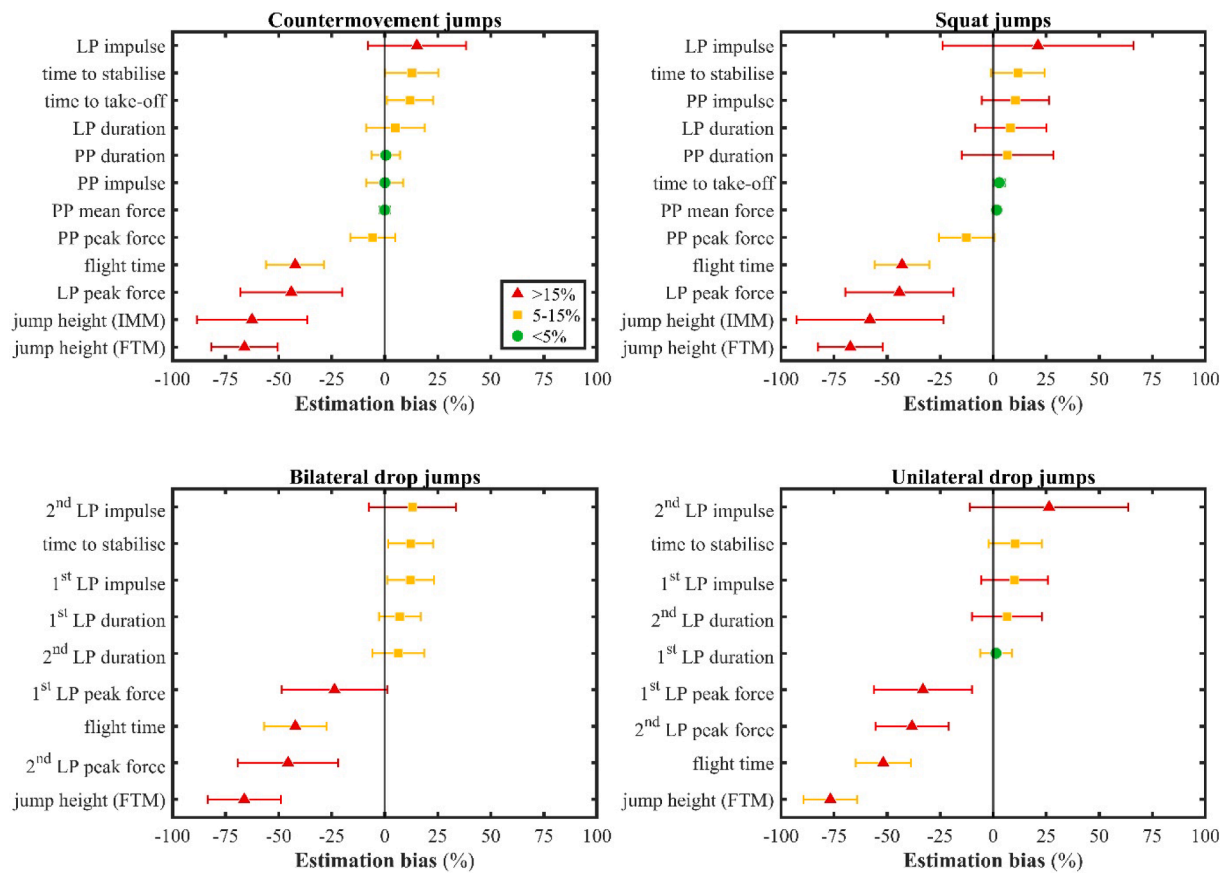 Countermovement jumps
LP impulse
time to stabilise
time to take-off
LP duration
PP duration
PP impulse
PP mean force
PP peak force
flight time
LP peak force
jump height (IMM)
jump height (FTM)
>15%
5-15%
<5%
-100 -75 -50 -25 0 25 50 75 100
Estimation bias (%)
Squat jumps
LP impulse
time to stabilise
PP impulse
LP duration
PP duration
time to take-off
PP mean force
PP peak force
flight time
LP peak force
jump height (IMM)
jump height (FTM)
-100 -75 -50 -25 0 25 50 75 100
Estimation bias (%)
Bilateral drop jumps
2nd LP impulse
time to stabilise
1st LP impulse
1st LP duration
2nd LP duration
1st LP peak force
flight time
2nd LP peak force
jump height (FTM)
-100 -75 -50 -25 0 25 50 75 100
Estimation bias (%)
Unilateral drop jumps
2nd LP impulse
time to stabilise
1st LP impulse
2nd LP duration
1st LP duration
1st LP peak force
2nd LP peak force
flight time
jump height (FTM)
-100 -75 -50 -25 0 25 50 75 100
Estimation bias (%)